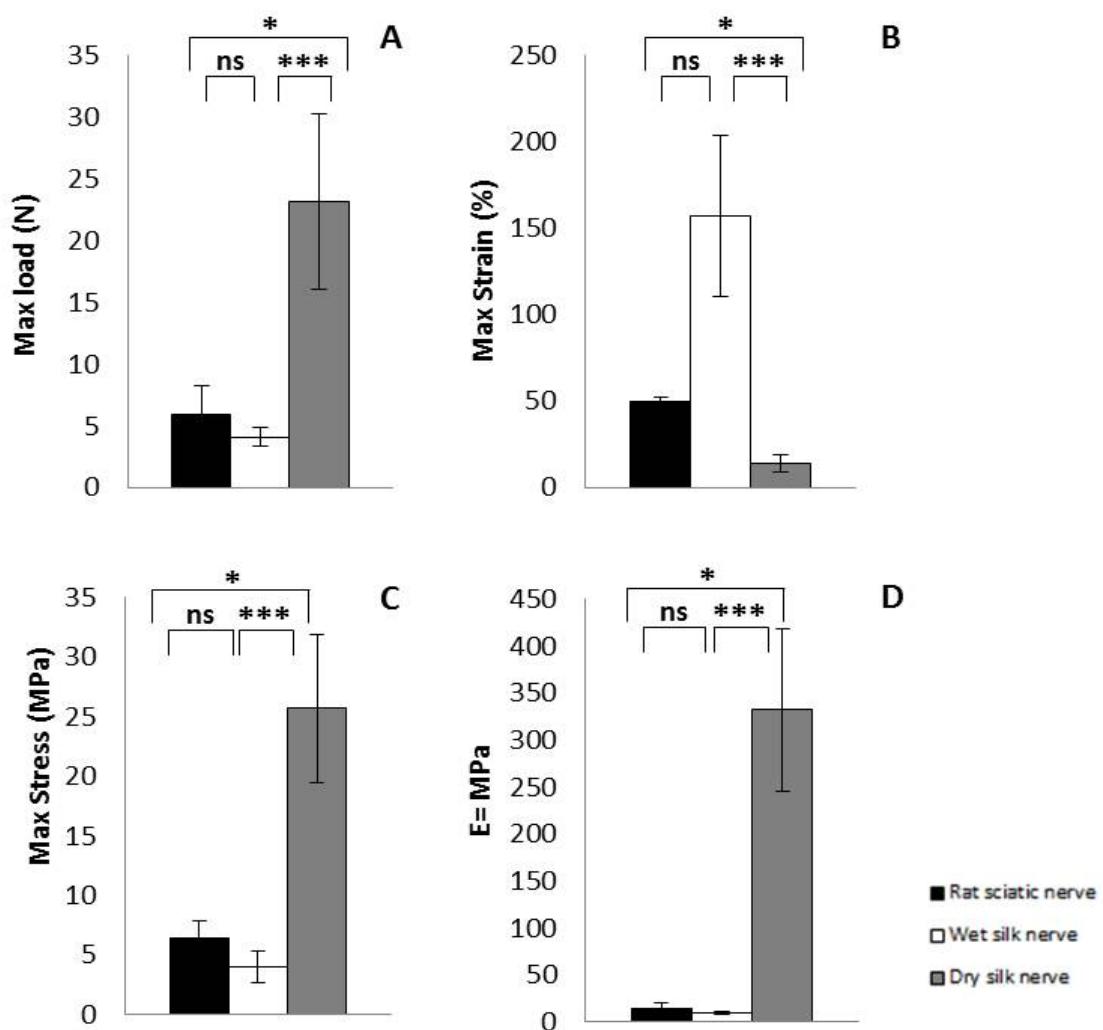 *
A
ns
***
35
30
25
20
15
10
5
0
Max load (N)
*
B
ns
***
250
200
150
100
50
0
Max Strain (%)
*
C
ns
***
35
30
25
20
15
10
5
0
Max Stress (MPa)
*
D
ns
***
450
400
350
300
250
200
150
100
50
0
E= MPa
Rat sciatic nerve
Wet silk nerve
Dry silk nerve